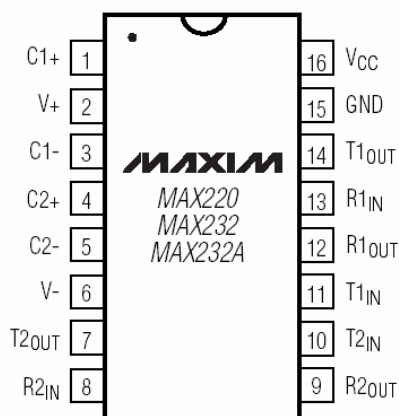 C1+ 1
V+ 2
C1- 3
C2+ 4
C2- 5
V- 6
T2OUT 7
R2IN 8
MAXIM
MAX220
MAX232
MAX232A
16 VCC
15 GND
14 T1OUT
13 R1IN
12 R1OUT
11 T1IN
10 T2IN
9 R2OUT